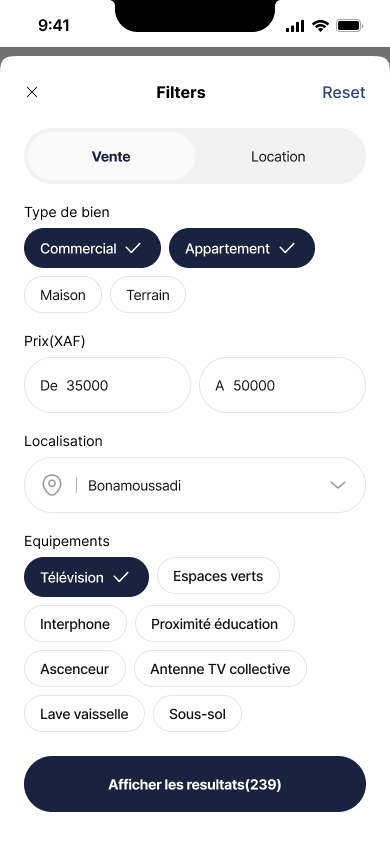 9:41
Filters Reset
Vente Location
Type de bien
Commercial Appartement
Maison Terrain
Prix(XAF)
De 35000 A 50000
Localisation
Bonamoussadi
Equipements
Télévision Espaces verts
Interphone Proximité éducation
Ascenceur Antenne TV collective
Lave vaisselle Sous-sol
Afficher les resultats(239)